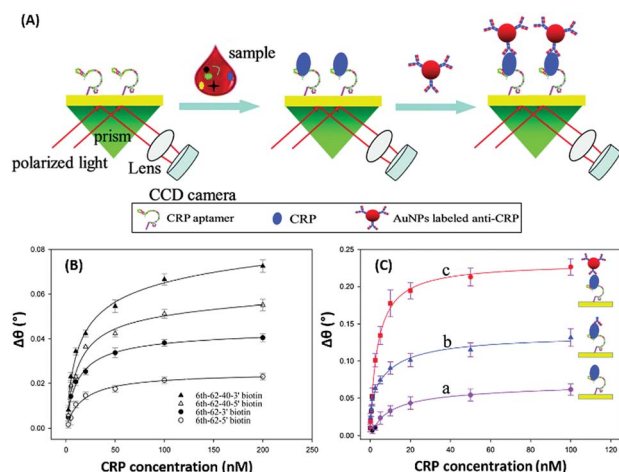 (A)
sample
prism
polarized light
Lens
CCD camera
CRP aptamer
CRP
AuNPs labeled anti-CRP
(B)
0.08
0.06
0.04
0.02
0.00
Δθ (°)
0
50
100
150
200
250
CRP concentration (nM)
6th-62-40-3' biotin
6th-62-40-5' biotin
6th-62-3' biotin
6th-62-5' biotin
(C)
0.25
0.20
0.15
0.10
0.05
0.00
Δθ (°)
0
20
40
60
80
100
120
CRP concentration (nM)
c
b
a